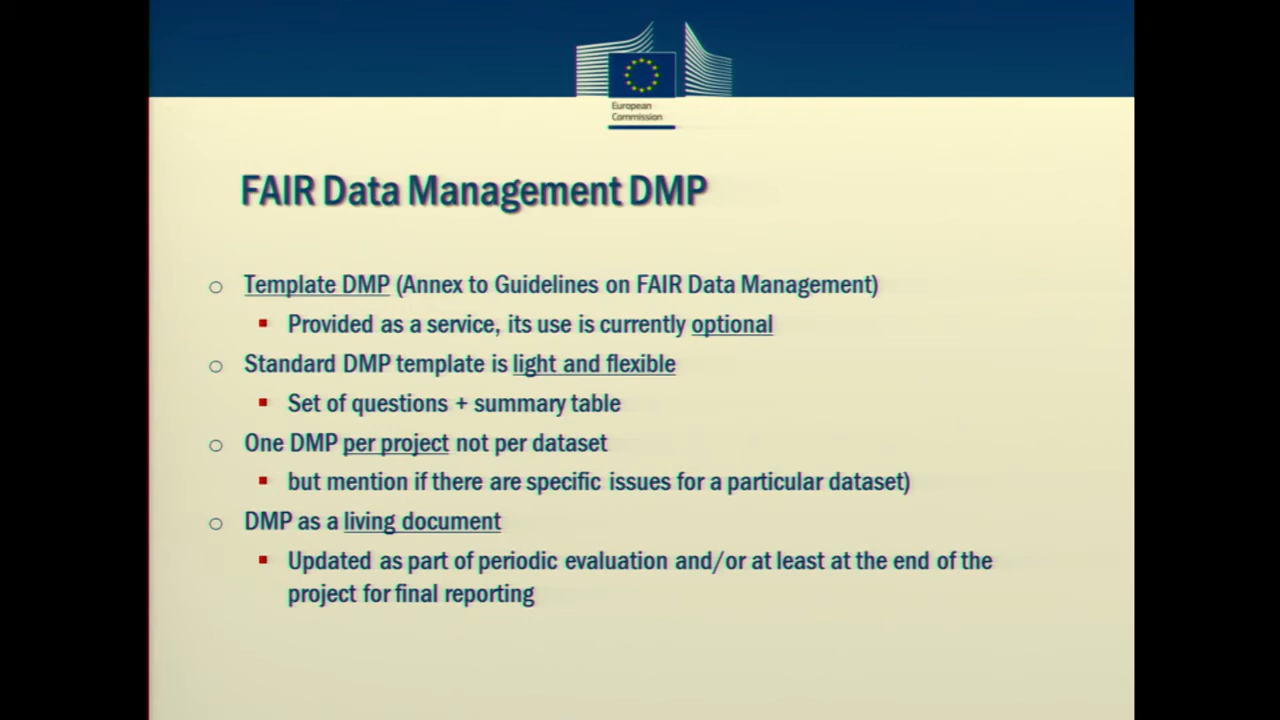 European
Commission
FAIR Data Management DMP
Template DMP (Annex to Guidelines on FAIR Data Management)
Provided as a service, its use is currently optional
Standard DMP template is light and flexible
Set of questions + summary table
One DMP per project not per dataset
but mention if there are specific issues for a particular dataset)
DMP as a living document
Updated as part of periodic evaluation and/or at least at the end of the
project for final reporting